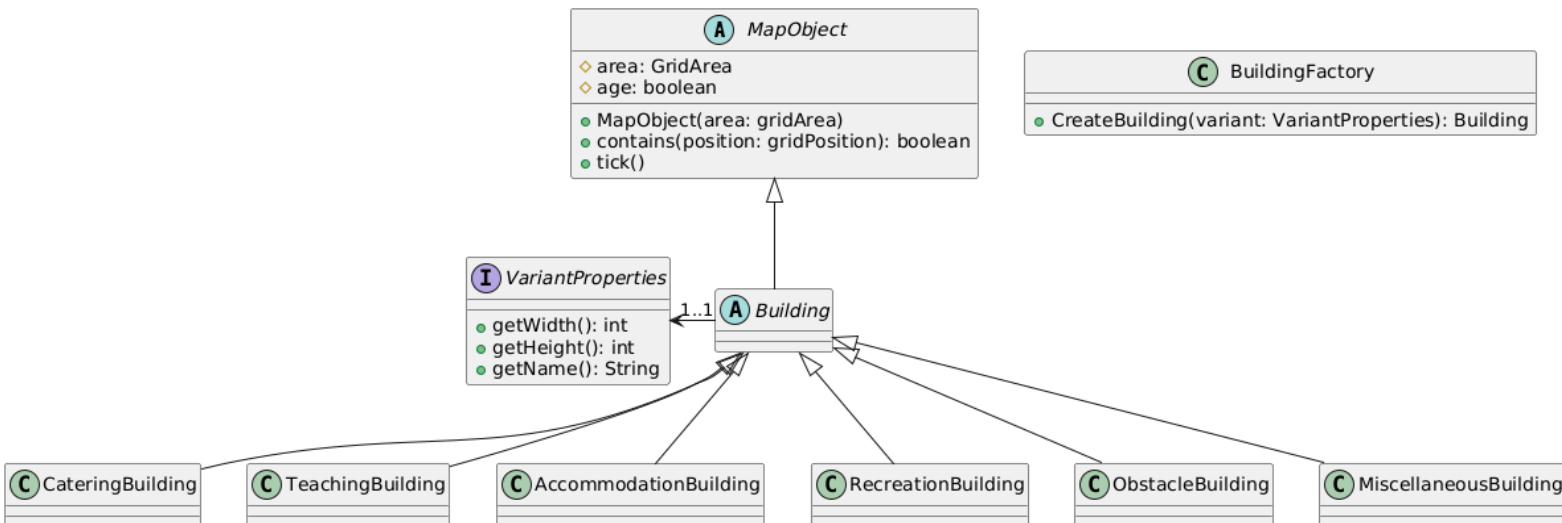 A MapObject
area: GridArea
age: boolean
MapObject(area: gridArea)
contains(position: gridPosition): boolean
tick()
C BuildingFactory
CreateBuilding(variant: VariantProperties): Building
I VariantProperties
getWidth(): int
getHeight(): int
getName(): String
1..1
A Building
C CateringBuilding
C TeachingBuilding
C AccommodationBuilding
C RecreationBuilding
C ObstacleBuilding
C MiscellaneousBuilding